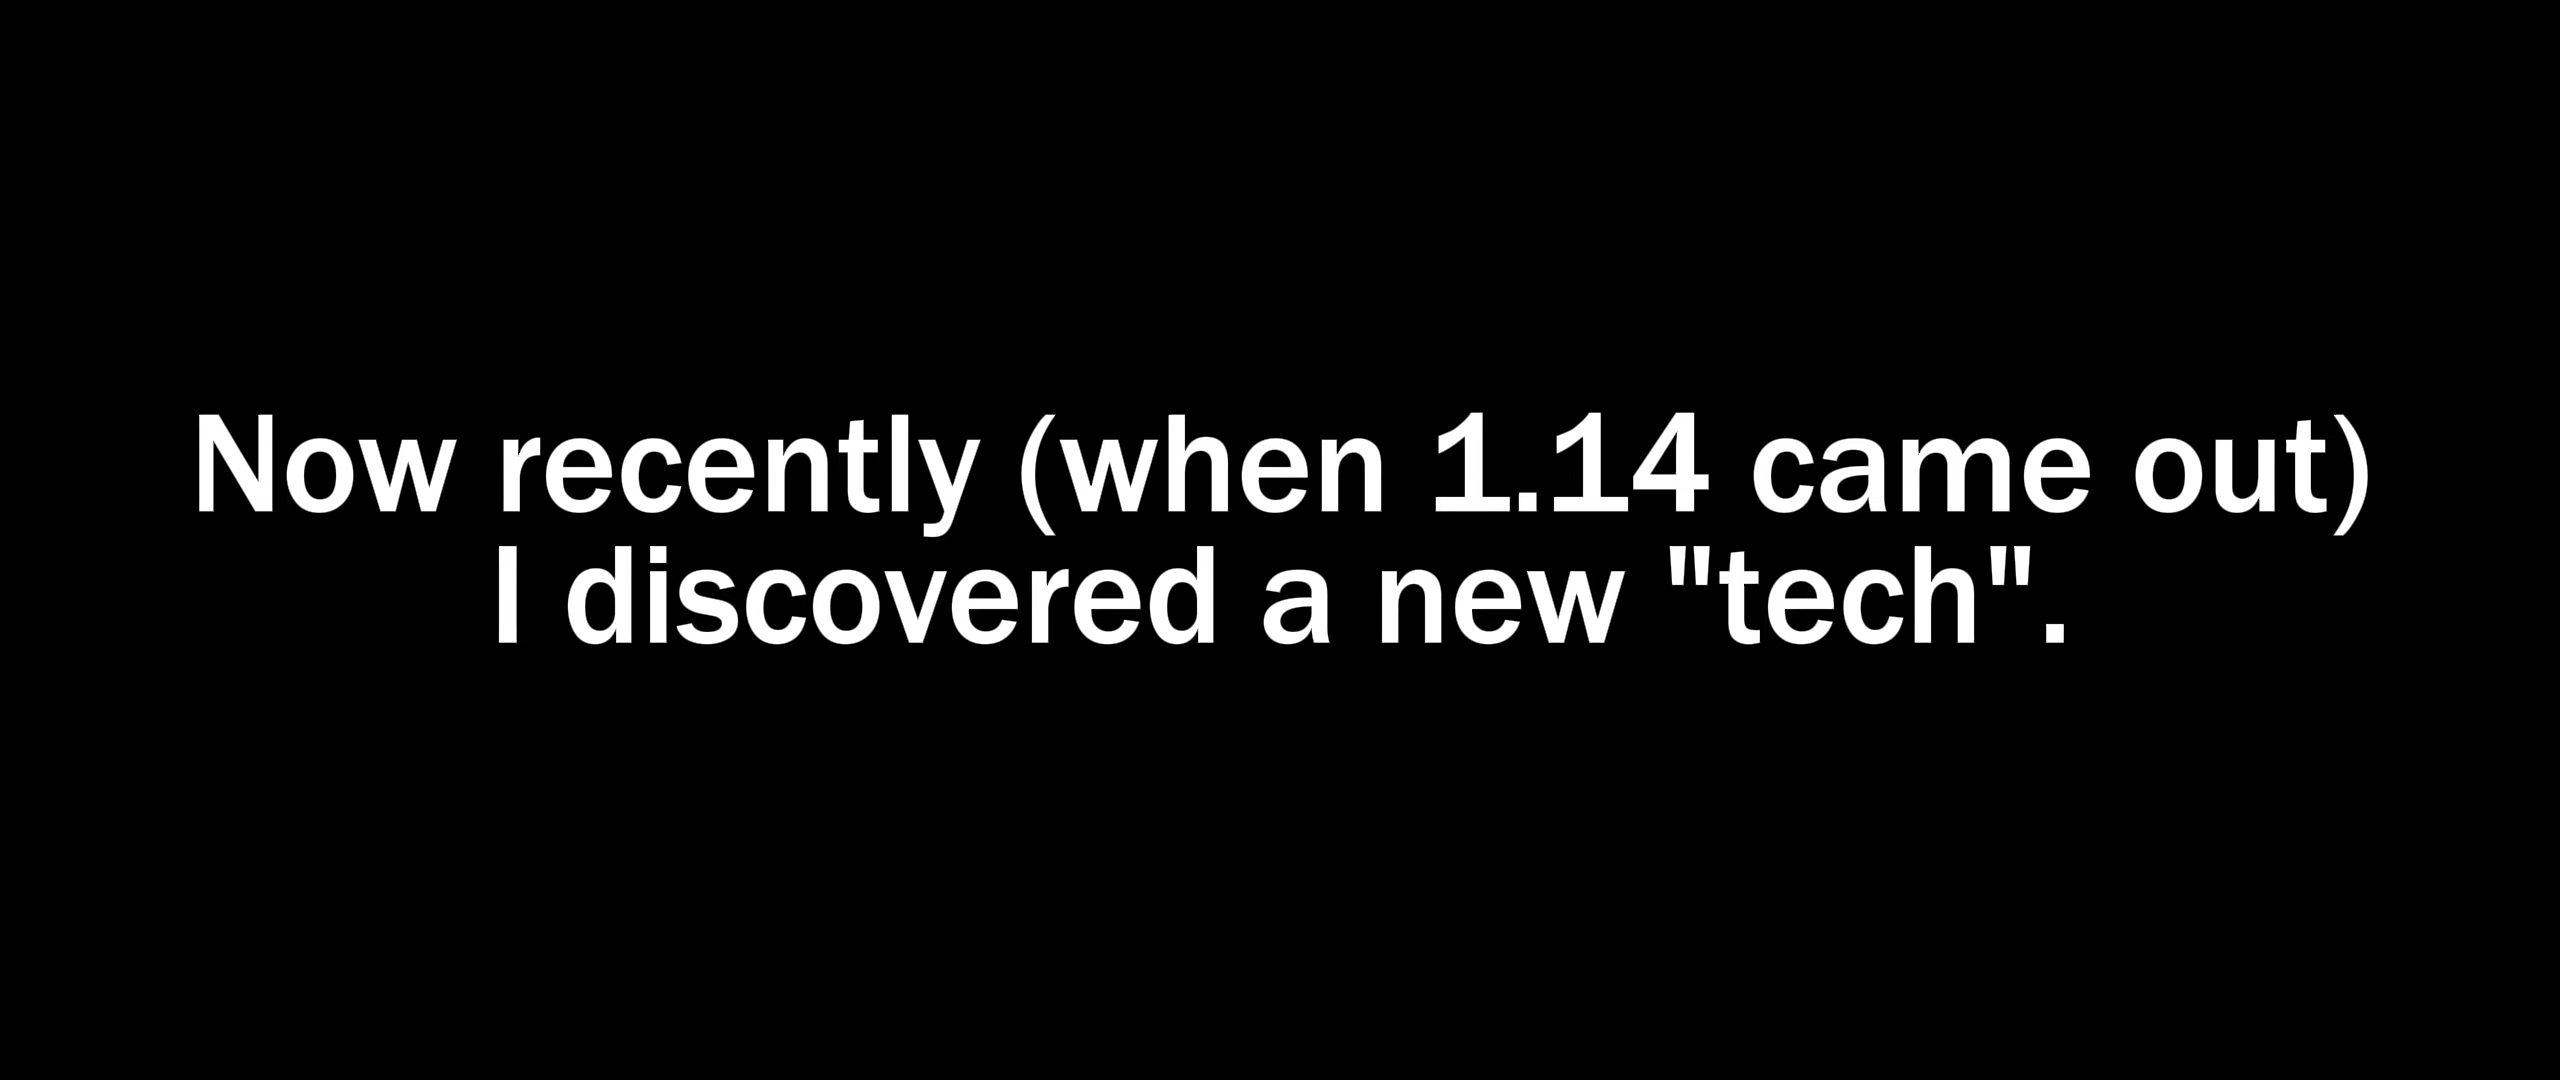 Now recently (when 1.14 came out)
I discovered a new "tech".